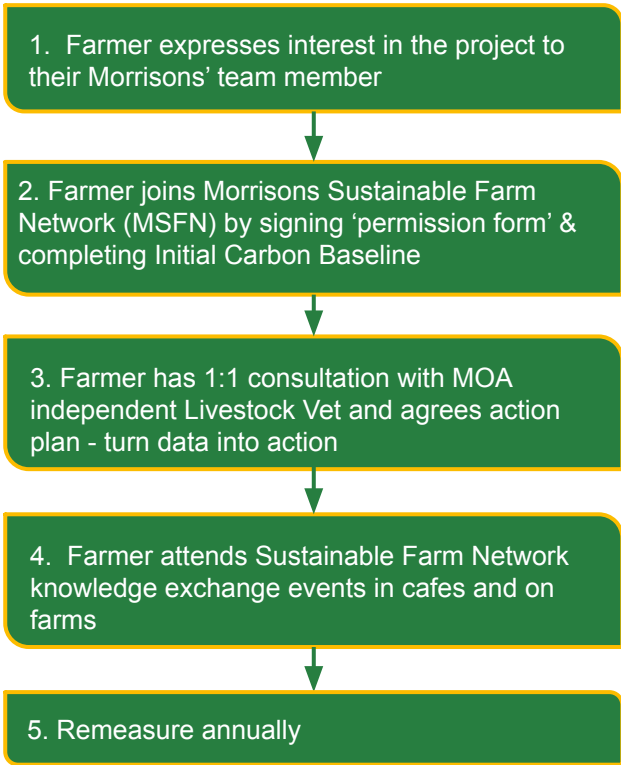 1. Farmer expresses interest in the project to
their Morrisons’ team member
2. Farmer joins Morrisons Sustainable Farm
Network (MSFN) by signing ‘permission form’ &
completing Initial Carbon Baseline
3. Farmer has 1:1 consultation with MOA
independent Livestock Vet and agrees action
plan - turn data into action
4. Farmer attends Sustainable Farm Network
knowledge exchange events in cafes and on
farms
5. Remeasure annually